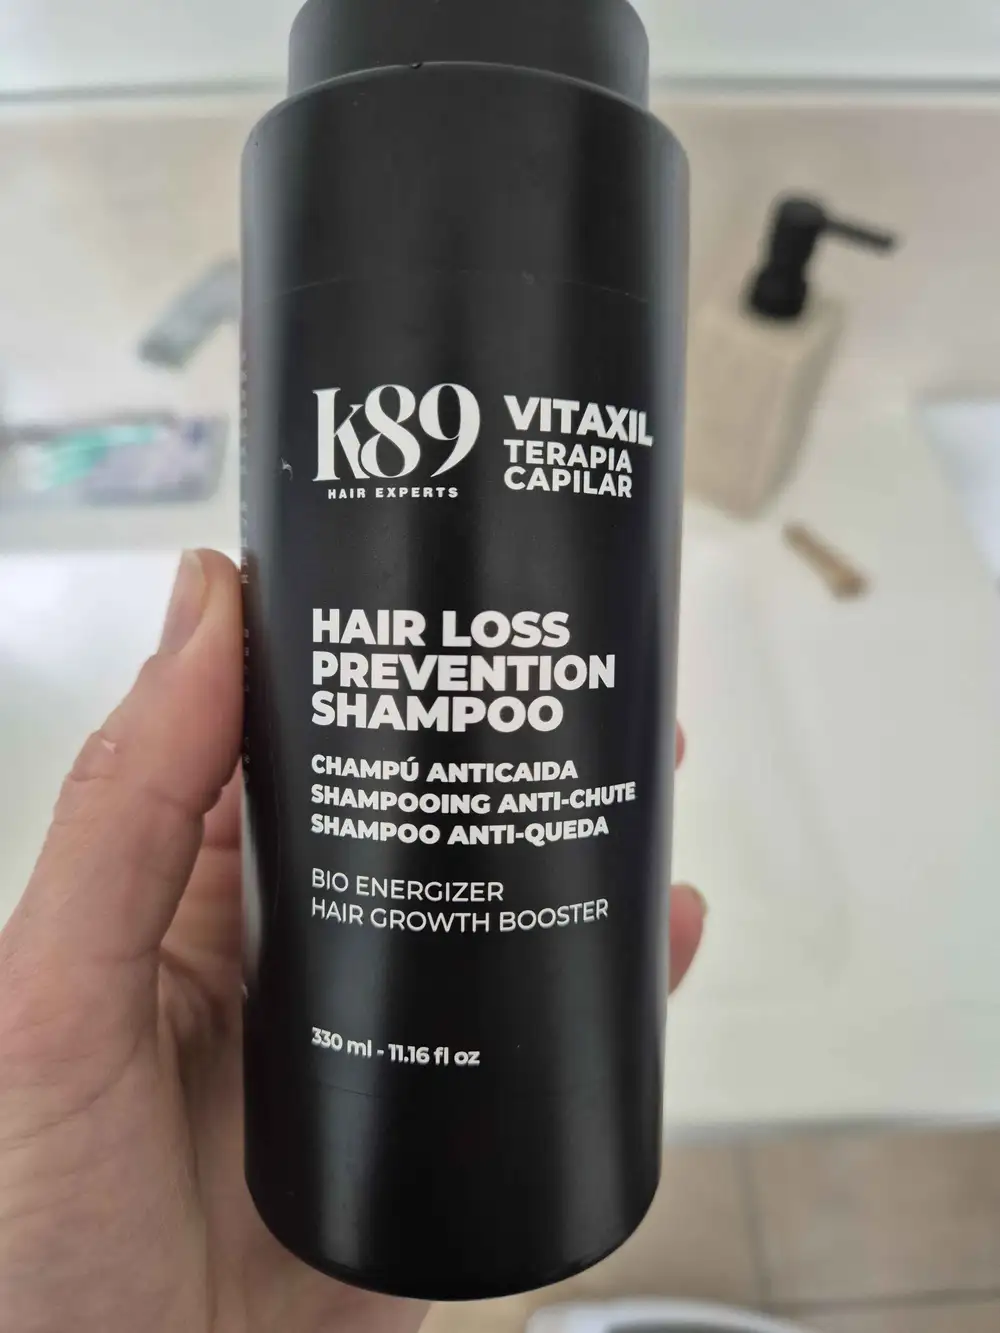 k89
HAIR EXPERTS
VITAXIL
TERAPIA
CAPILAR
HAIR LOSS
PREVENTION
SHAMPOO
CHAMPÚ ANTICAIDA
SHAMPOOING ANTI-CHUTE
SHAMPOO ANTI-QUEDA
BIO ENERGIZER
HAIR GROWTH BOOSTER
330 ml - 11.16 fl oz